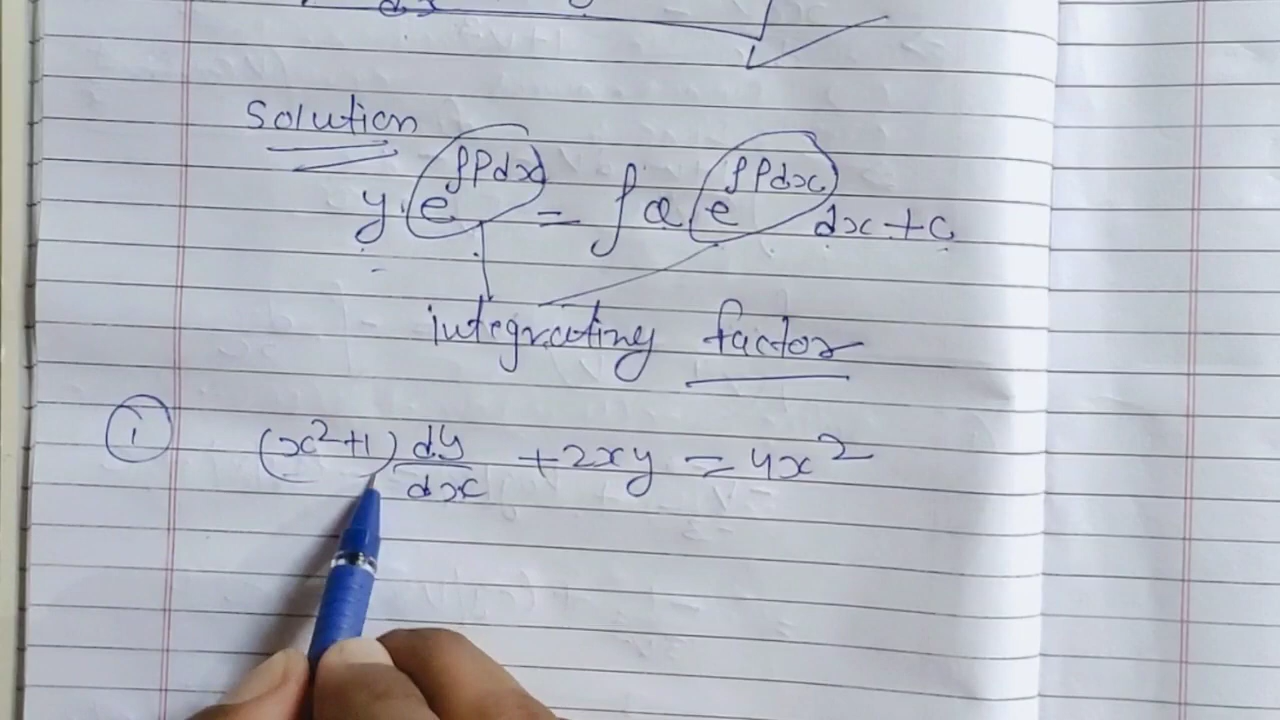 Solution
y. e^∫Pdx = ∫Q e^∫Pdx dx + c
integrating factor
① (x²+1) dy/dx + 2xy = 4x²